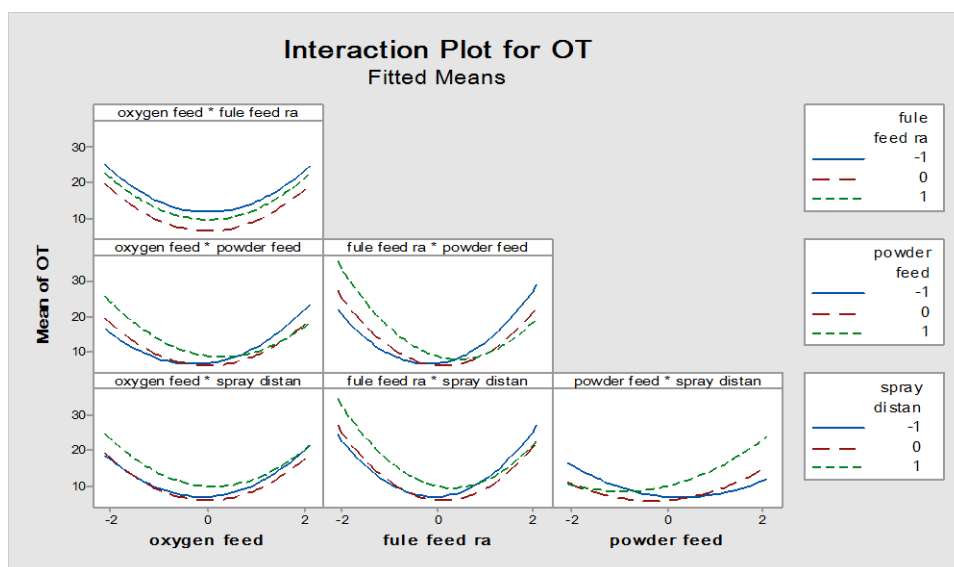 Interaction Plot for OT
Fitted Means
oxygen feed * fule feed ra
fule
feed ra
-1
0
1
30
20
10
oxygen feed * powder feed
fule feed ra * powder feed
powder
feed
-1
0
1
30
20
10
Mean of OT
oxygen feed * spray distan
fule feed ra * spray distan
powder feed * spray distan
spray
distan
-1
0
1
30
20
10
-2 0 2
-2 0 2
-2 0 2
oxygen feed
fule feed ra
powder feed